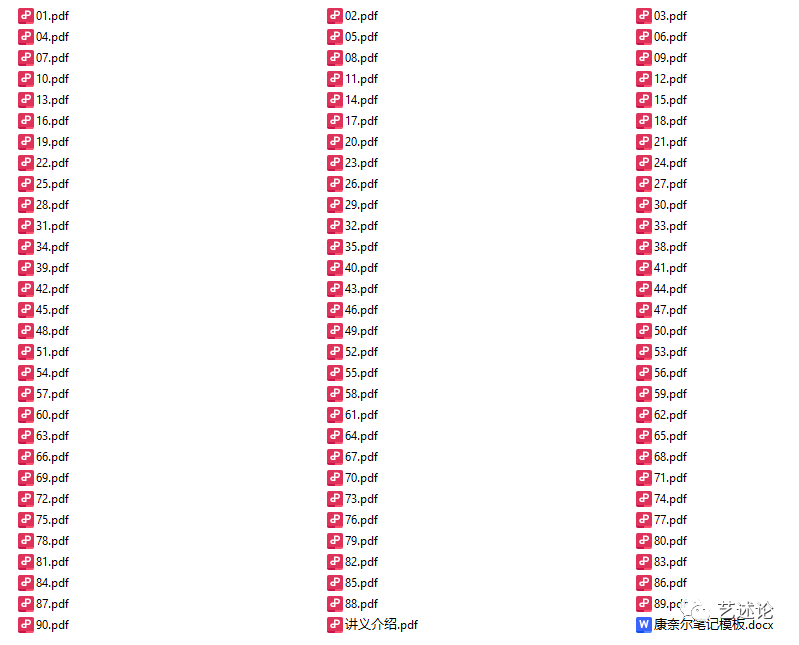 01.pdf 02.pdf 03.pdf
04.pdf 05.pdf 06.pdf
07.pdf 08.pdf 09.pdf
10.pdf 11.pdf 12.pdf
13.pdf 14.pdf 15.pdf
16.pdf 17.pdf 18.pdf
19.pdf 20.pdf 21.pdf
22.pdf 23.pdf 24.pdf
25.pdf 26.pdf 27.pdf
28.pdf 29.pdf 30.pdf
31.pdf 32.pdf 33.pdf
34.pdf 35.pdf 38.pdf
39.pdf 40.pdf 41.pdf
42.pdf 43.pdf 44.pdf
45.pdf 46.pdf 47.pdf
48.pdf 49.pdf 50.pdf
51.pdf 52.pdf 53.pdf
54.pdf 55.pdf 56.pdf
57.pdf 58.pdf 59.pdf
60.pdf 61.pdf 62.pdf
63.pdf 64.pdf 65.pdf
66.pdf 67.pdf 68.pdf
69.pdf 70.pdf 71.pdf
72.pdf 73.pdf 74.pdf
75.pdf 76.pdf 77.pdf
78.pdf 79.pdf 80.pdf
81.pdf 82.pdf 83.pdf
84.pdf 85.pdf 86.pdf
87.pdf 88.pdf 89.pdf
艺述论
90.pdf 讲义介绍.pdf 康奈尔笔记模板.docx